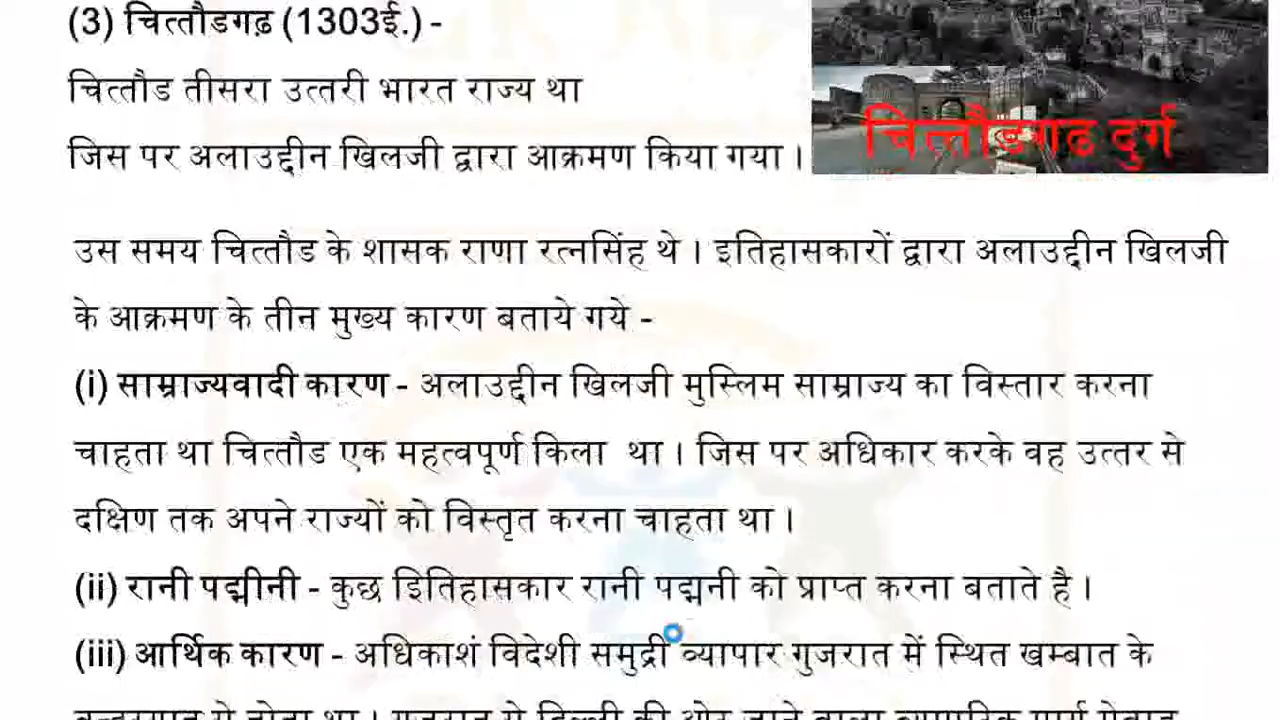 (3) चित्तौडगढ़ (1303ई.) -
चित्तौड तीसरा उत्तरी भारत राज्य था
जिस पर अलाउद्दीन खिलजी द्वारा आक्रमण किया गया ।
चित्तौडगढ दुर्ग
उस समय चित्तौड के शासक राणा रत्नसिंह थे । इतिहासकारों द्वारा अलाउद्दीन खिलजी
के आक्रमण के तीन मुख्य कारण बताये गये -
(i) साम्राज्यवादी कारण - अलाउद्दीन खिलजी मुस्लिम साम्राज्य का विस्तार करना
चाहता था चित्तौड एक महत्वपूर्ण किला था । जिस पर अधिकार करके वह उत्तर से
दक्षिण तक अपने राज्यों को विस्तृत करना चाहता था ।
(ii) रानी पद्मीनी - कुछ इितिहासकार रानी पद्मनी को प्राप्त करना बताते है ।
(iii) आर्थिक कारण - अधिकाशं विदेशी समुद्री व्यापार गुजरात में स्थित खम्बात के